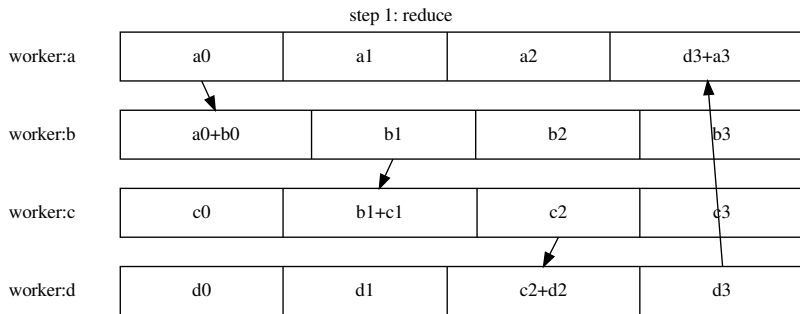 step 1: reduce
worker:a a0 a1 a2 d3+a3
worker:b a0+b0 b1 b2 b3
worker:c c0 b1+c1 c2 c3
worker:d d0 d1 c2+d2 d3